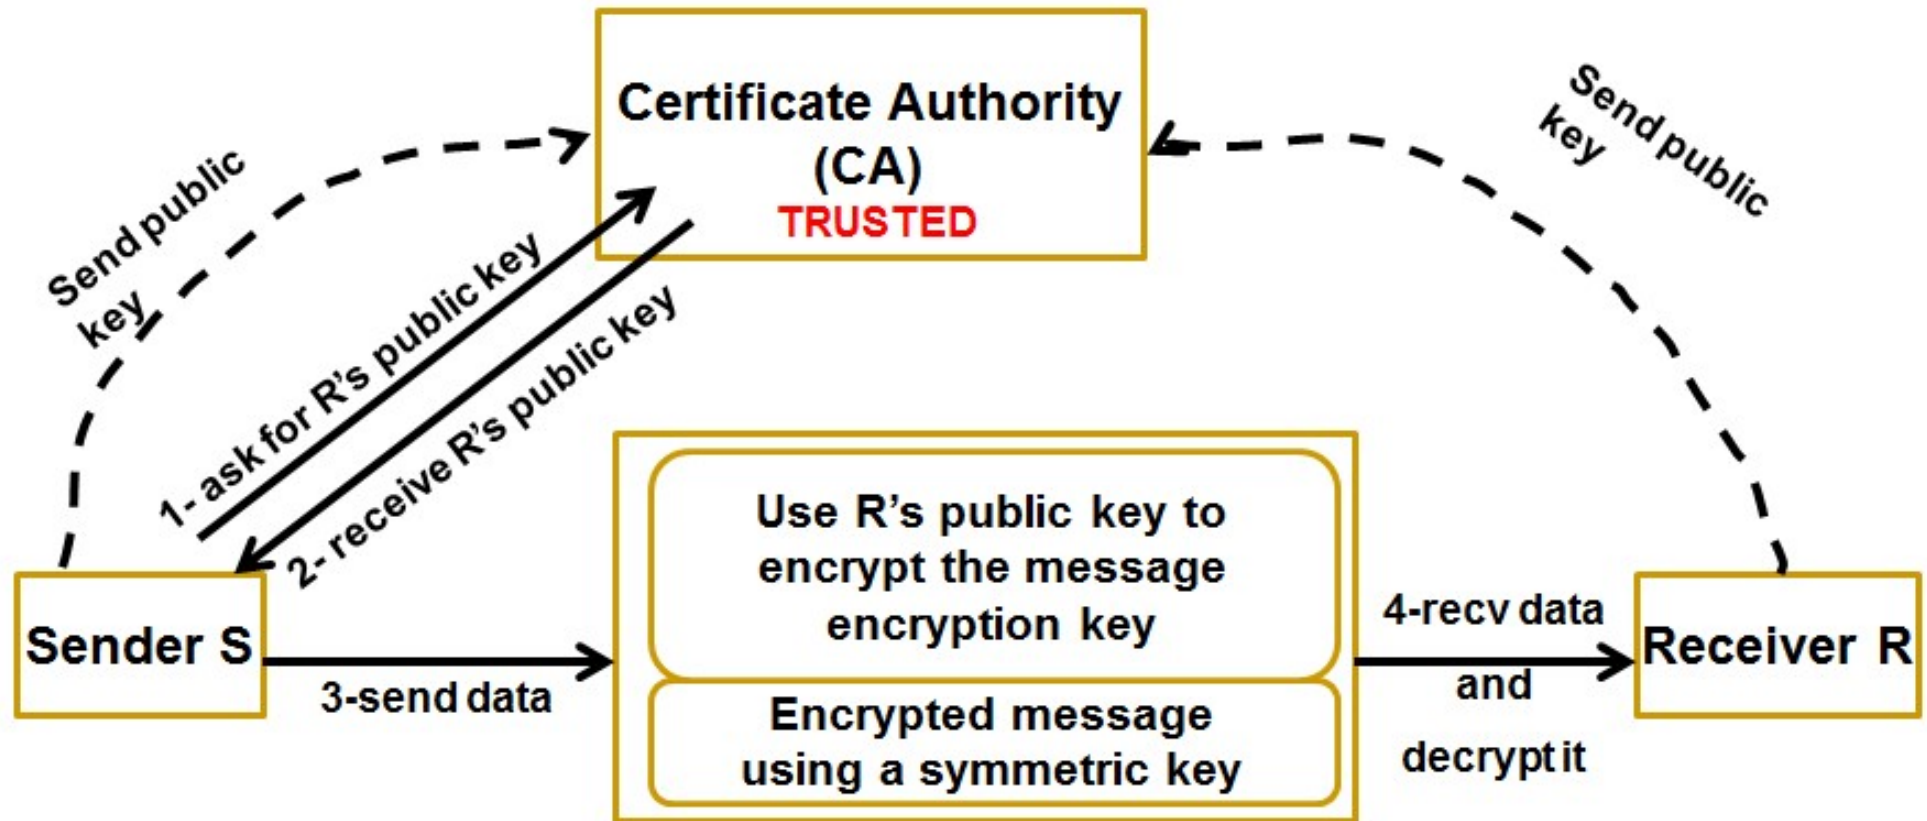 Certificate Authority
(CA)
TRUSTED
Send public
key
Send public
key
1- ask for R's public key
2- receive R's public key
Use R's public key to
encrypt the message
encryption key
Encrypted message
using a symmetric key
Sender S
3-send data
4-recv data
and
decrypt it
Receiver R